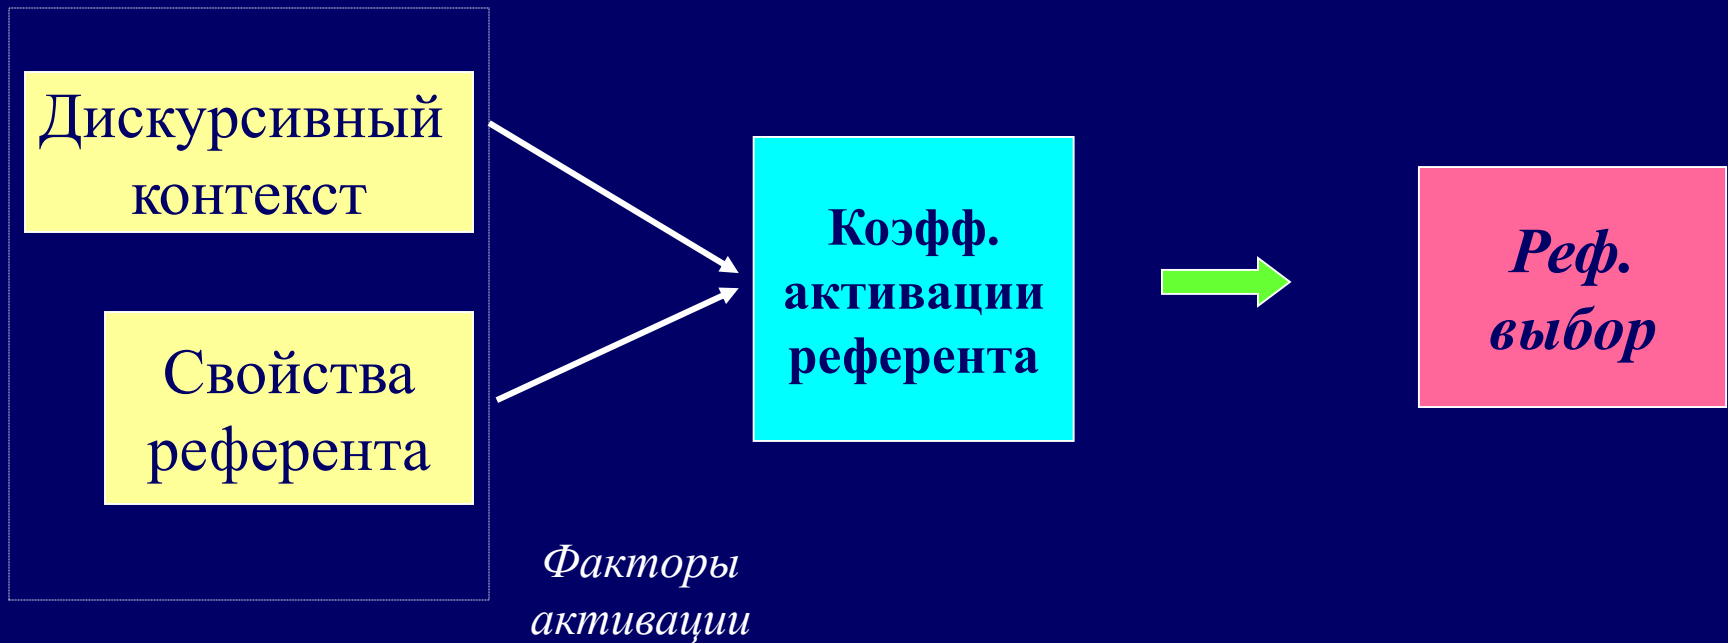 Дискурсивный
контекст
Свойства
референта
Факторы
активации
Коэфф.
активации
референта
Реф.
выбор